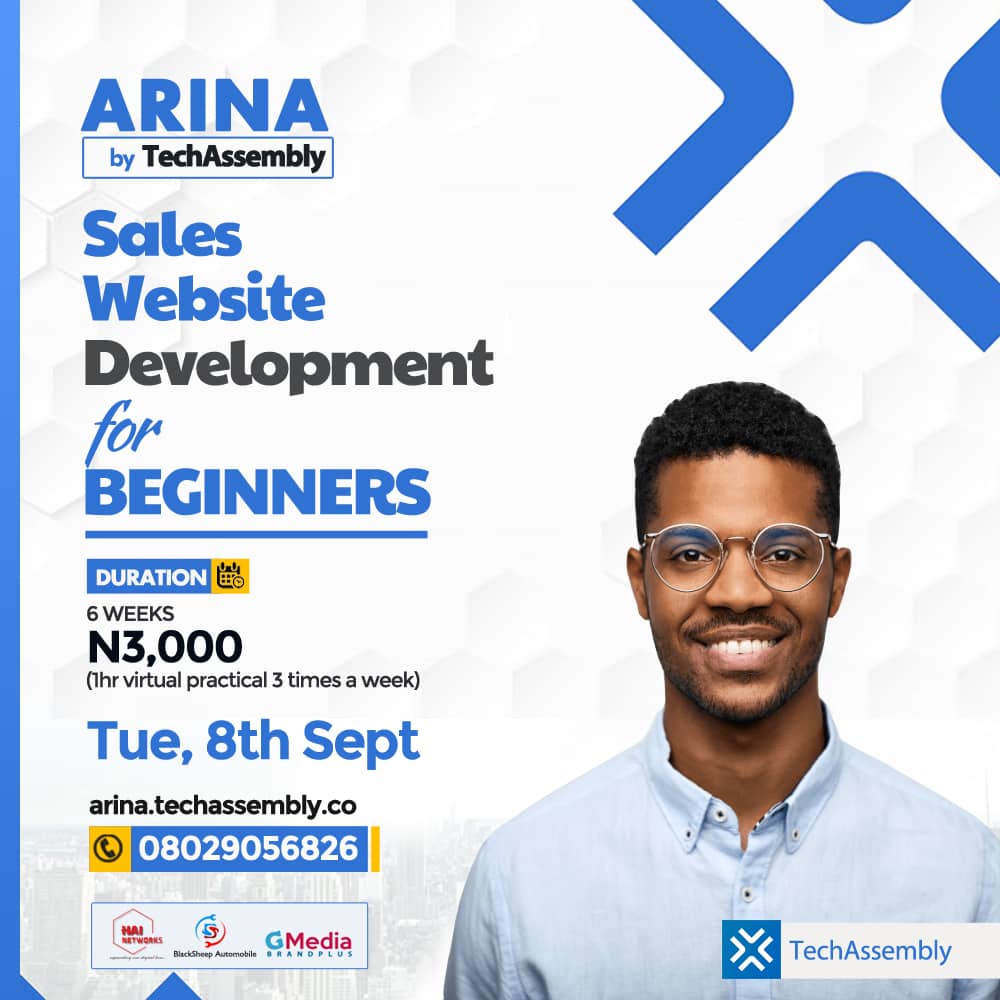 ARINA
by TechAssembly
Sales
Website
Development
for
BEGINNERS
DURATION
6 WEEKS
N3,000
(1hr virtual practical 3 times a week)
Tue, 8th Sept
arina.techassembly.co
08029056826
HAI
NETWORKS
BlackSheep Automobile
GMedia
BRANDPLUS
TechAssembly